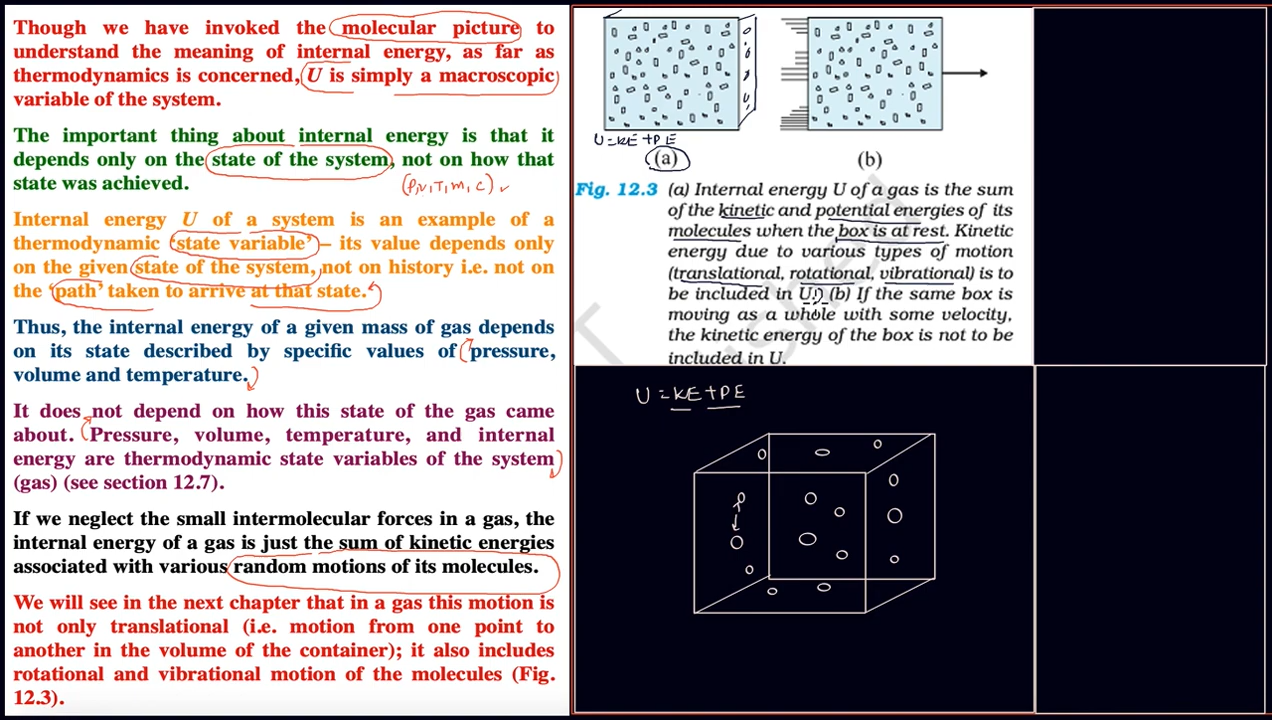 Though we have invoked the molecular picture to
understand the meaning of internal energy, as far as
thermodynamics is concerned, U is simply a macroscopic
variable of the system.
The important thing about internal energy is that it
depends only on the state of the system, not on how that
state was achieved.
(P,V,T,m,C)
Internal energy U of a system is an example of a
thermodynamic ‘state variable’ – its value depends only
on the given state of the system, not on history i.e. not on
the ‘path’ taken to arrive at that state.
Thus, the internal energy of a given mass of gas depends
on its state described by specific values of pressure,
volume and temperature.
It does not depend on how this state of the gas came
about. Pressure, volume, temperature, and internal
energy are thermodynamic state variables of the system
(gas) (see section 12.7).
If we neglect the small intermolecular forces in a gas, the
internal energy of a gas is just the sum of kinetic energies
associated with various random motions of its molecules.
We will see in the next chapter that in a gas this motion is
not only translational (i.e. motion from one point to
another in the volume of the container); it also includes
rotational and vibrational motion of the molecules (Fig.
12.3).
U=KE+PE
(a)
(b)
Fig. 12.3 (a) Internal energy U of a gas is the sum
of the kinetic and potential energies of its
molecules when the box is at rest. Kinetic
energy due to various types of motion
(translational, rotational, vibrational) is to
be included in U. (b) If the same box is
moving as a whole with some velocity,
the kinetic energy of the box is not to be
included in U.
U = KE + PE